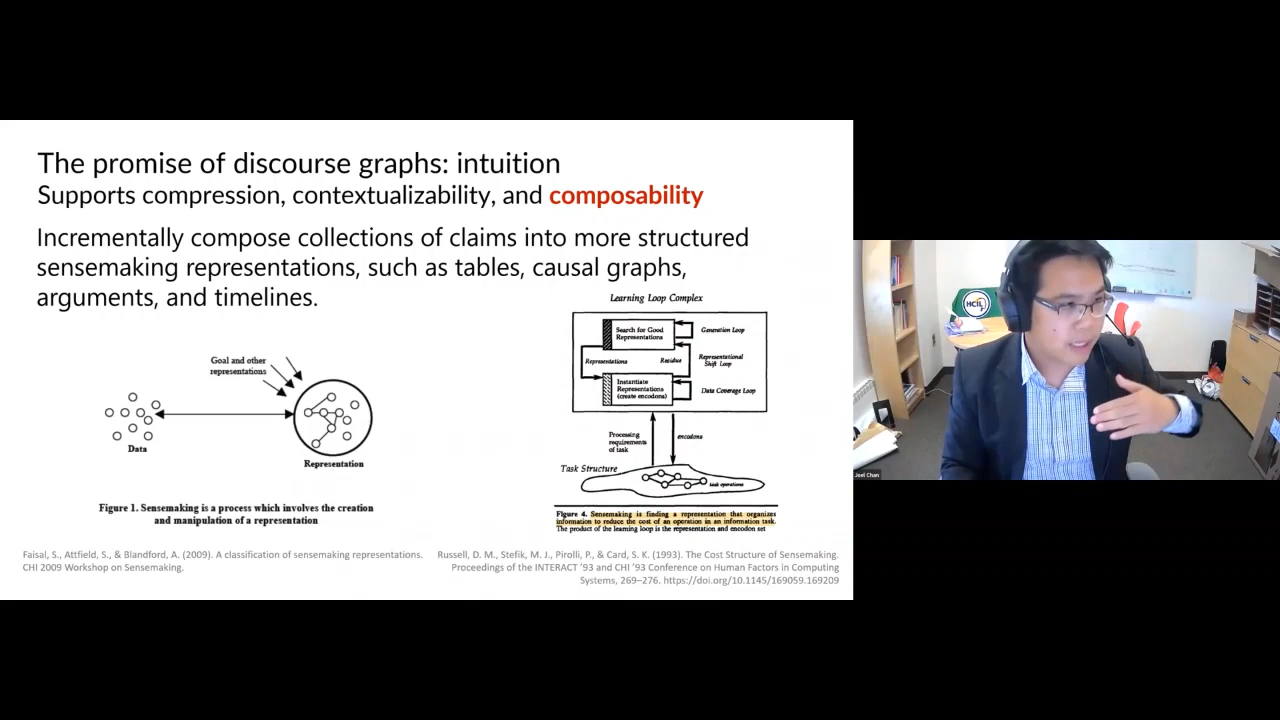 The promise of discourse graphs: intuition
Supports compression, contextualizability, and composability
Incrementally compose collections of claims into more structured
sensemaking representations, such as tables, causal graphs,
arguments, and timelines.
Goal and other
representations
Data
Representation
Figure 1. Sensemaking is a process which involves the creation
and manipulation of a representation
Learning Loop Complex
Search for Good
Representations
Generation Loop
Representations
Residue
Representational
Shift Loop
Instantiate
Representations
(create encodons)
Data Coverage Loop
Processing
requirements
of task
encodons
Task Structure
task operations
Figure 4. Sensemaking is finding a representation that organizes
information to reduce the cost of an operation in an information task.
The product of the learning loop is the representation and encodon set
Faisal, S., Attfield, S., & Blandford, A. (2009). A classification of sensemaking representations.
CHI 2009 Workshop on Sensemaking.
Russell, D. M., Stefik, M. J., Pirolli, P., & Card, S. K. (1993). The Cost Structure of Sensemaking.
Proceedings of the INTERACT ’93 and CHI ’93 Conference on Human Factors in Computing
Systems, 269–276. https://doi.org/10.1145/169059.169209
HCIL
Joel Chan